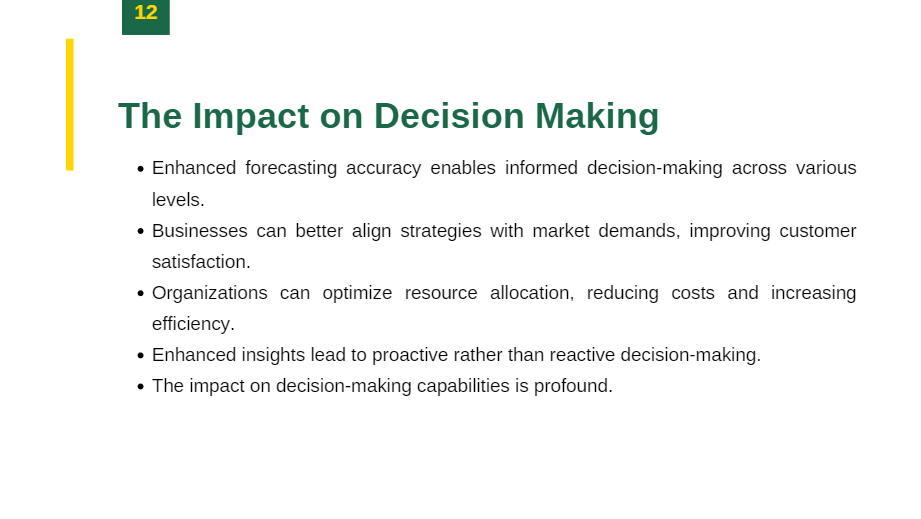 12
The Impact on Decision Making
• Enhanced forecasting accuracy enables informed decision-making across various
levels.
• Businesses can better align strategies with market demands, improving customer
satisfaction.
• Organizations can optimize resource allocation, reducing costs and increasing
efficiency.
• Enhanced insights lead to proactive rather than reactive decision-making.
• The impact on decision-making capabilities is profound.